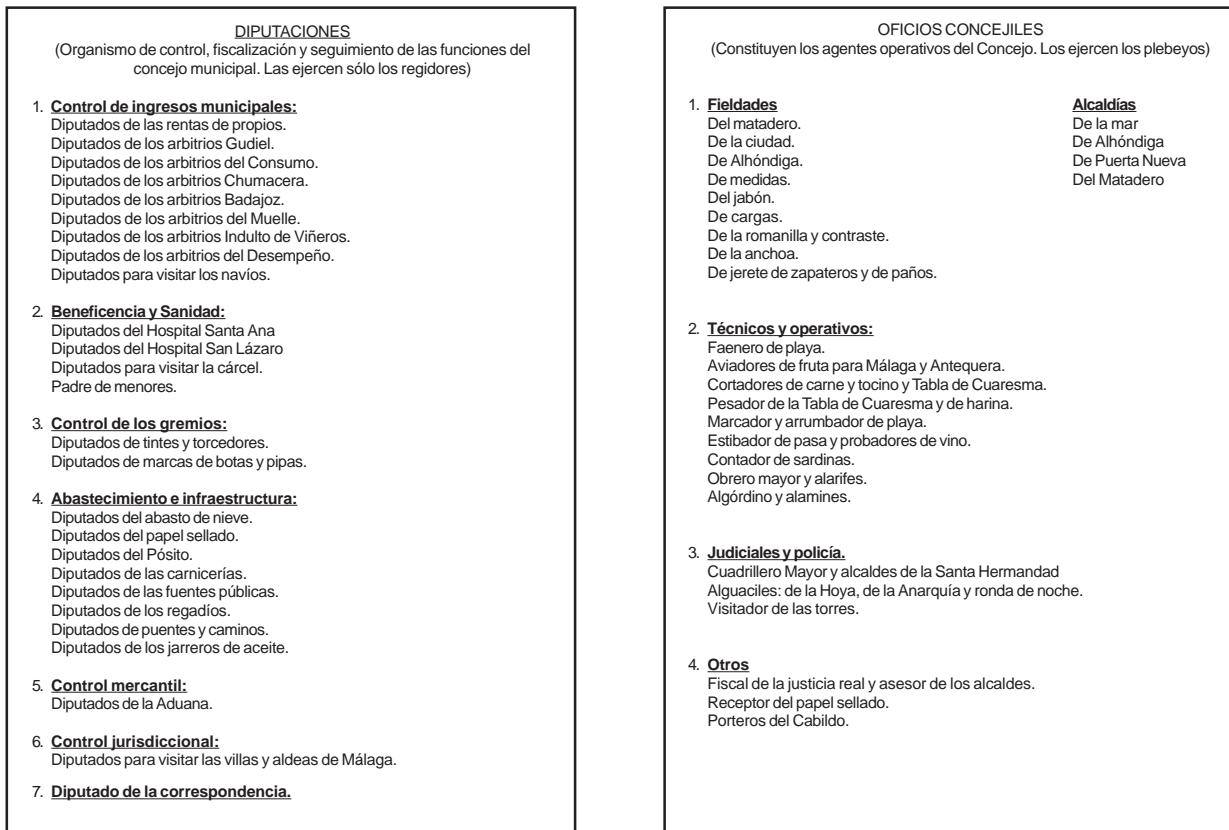 DIPUTACIONES
(Organismo de control, fiscalización y seguimiento de las funciones del
concejo municipal. Las ejercen sólo los regidores)
1. Control de ingresos municipales:
Diputados de las rentas de propios.
Diputados de los arbitrios Gudiel.
Diputados de los arbitrios del Consumo.
Diputados de los arbitrios Chumacera.
Diputados de los arbitrios Badajoz.
Diputados de los arbitrios del Muelle.
Diputados de los arbitrios Indulto de Viñeros.
Diputados de los arbitrios del Desempeño.
Diputados para visitar los navíos.
2. Beneficencia y Sanidad:
Diputados del Hospital Santa Ana
Diputados del Hospital San Lázaro
Diputados para visitar la cárcel.
Padre de menores.
3. Control de los gremios:
Diputados de tintes y torcedores.
Diputados de marcas de botas y pipas.
4. Abastecimiento e infraestructura:
Diputados del abasto de nieve.
Diputados del papel sellado.
Diputados del Pósito.
Diputados de las carnicerías.
Diputados de las fuentes públicas.
Diputados de los regadíos.
Diputados de puentes y caminos.
Diputados de los jarreros de aceite.
5. Control mercantil:
Diputados de la Aduana.
6. Control jurisdiccional:
Diputados para visitar las villas y aldeas de Málaga.
7. Diputado de la correspondencia.
OFICIOS CONCEJILES
(Constituyen los agentes operativos del Concejo. Los ejercen los plebeyos)
1. Fieldades
Del matadero.
De la ciudad.
De Alhóndiga.
De medidas.
Del jabón.
De cargas.
De la romanilla y contraste.
De la anchoa.
De jerete de zapateros y de paños.
Alcaldías
De la mar
De Alhóndiga
De Puerta Nueva
Del Matadero
2. Técnicos y operativos:
Faenero de playa.
Aviadores de fruta para Málaga y Antequera.
Cortadores de carne y tocino y Tabla de Cuaresma.
Pesador de la Tabla de Cuaresma y de harina.
Marcador y arrumbador de playa.
Estibador de pasa y probadores de vino.
Contador de sardinas.
Obrero mayor y alarifes.
Algórdino y alamines.
3. Judiciales y policía.
Cuadrillero Mayor y alcaldes de la Santa Hermandad
Alguaciles: de la Hoya, de la Anarquía y ronda de noche.
Visitador de las torres.
4. Otros
Fiscal de la justicia real y asesor de los alcaldes.
Receptor del papel sellado.
Porteros del Cabildo.